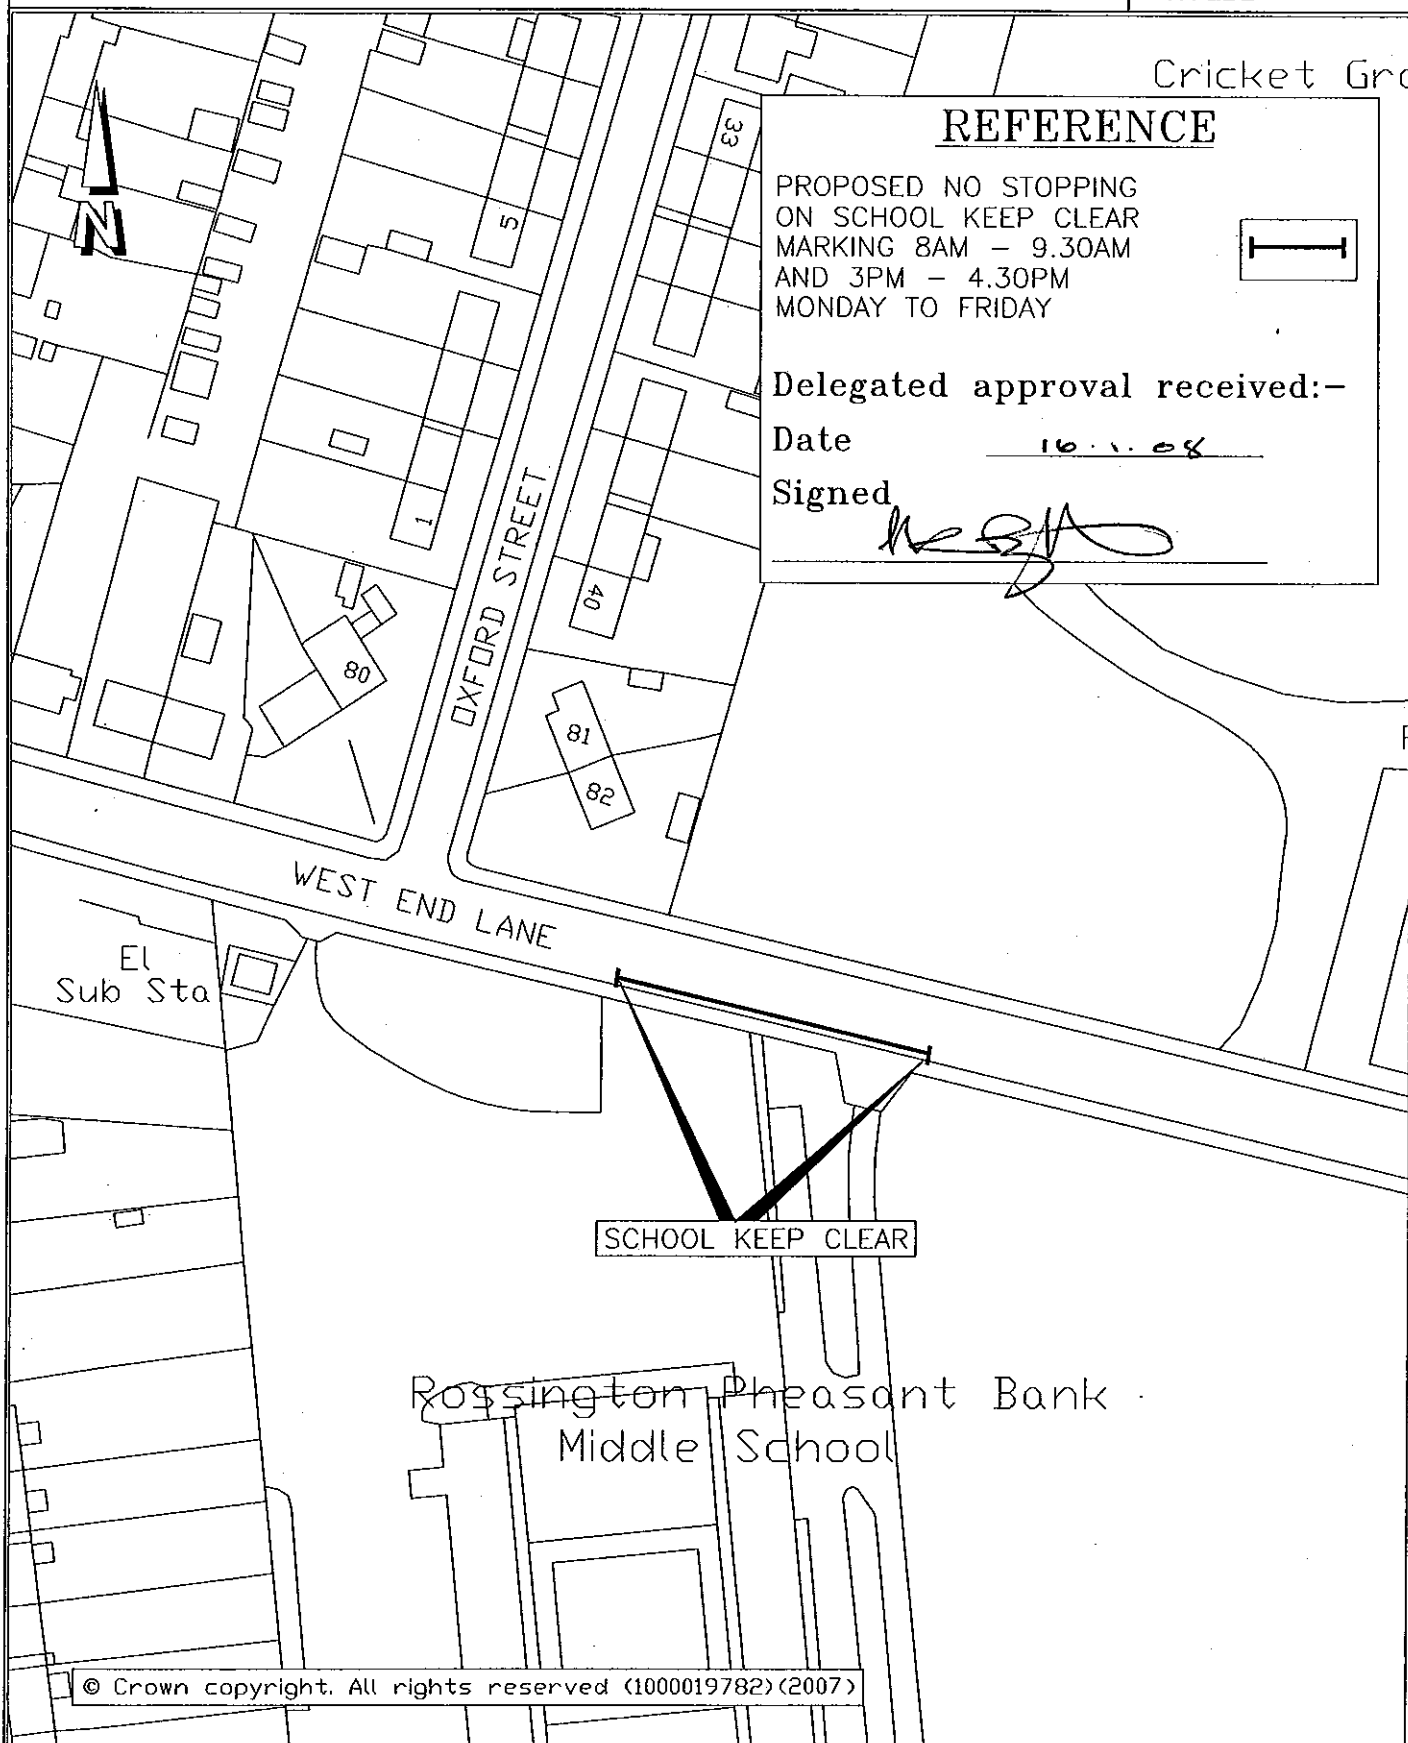 Cricket Gro
REFERENCE
PROPOSED NO STOPPING
ON SCHOOL KEEP CLEAR
MARKING 8AM – 9.30AM
AND 3PM – 4.30PM
MONDAY TO FRIDAY
Delegated approval received:–
Date 16.1.08
Signed
N
33
5
1
40
OXFORD STREET
80
81
82
WEST END LANE
El
Sub Sta
SCHOOL KEEP CLEAR
Rossington Pheasant Bank
Middle School
© Crown copyright. All rights reserved (1000019782)(2007)